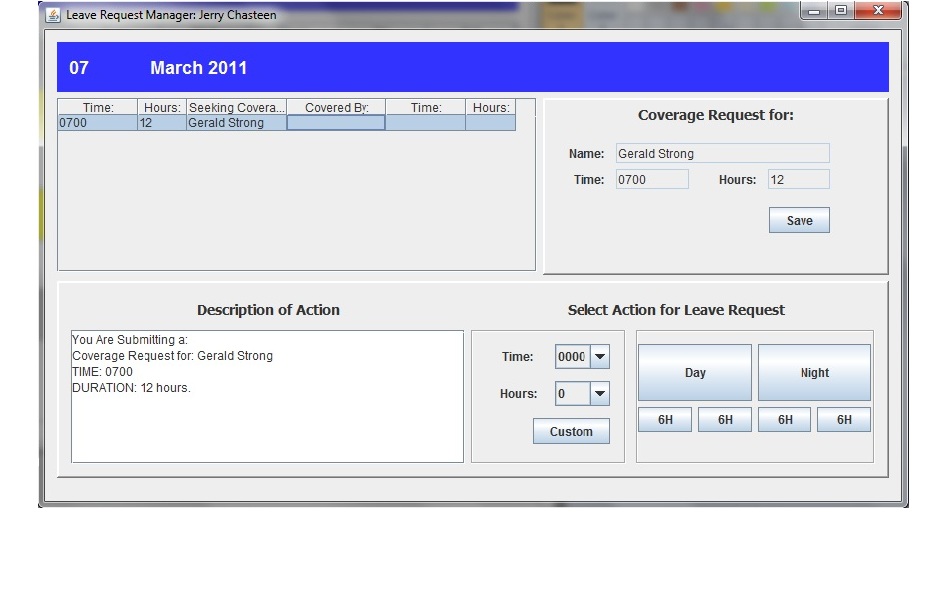 Leave Request Manager: Jerry Chasteen
07 March 2011
Time: Hours: Seeking Covera... Covered By: Time: Hours:
0700 12 Gerald Strong
Coverage Request for:
Name: Gerald Strong
Time: 0700 Hours: 12
Save
Description of Action
You Are Submitting a:
Coverage Request for: Gerald Strong
TIME: 0700
DURATION: 12 hours.
Select Action for Leave Request
Time: 0000
Hours: 0
Custom
Day Night
6H 6H 6H 6H